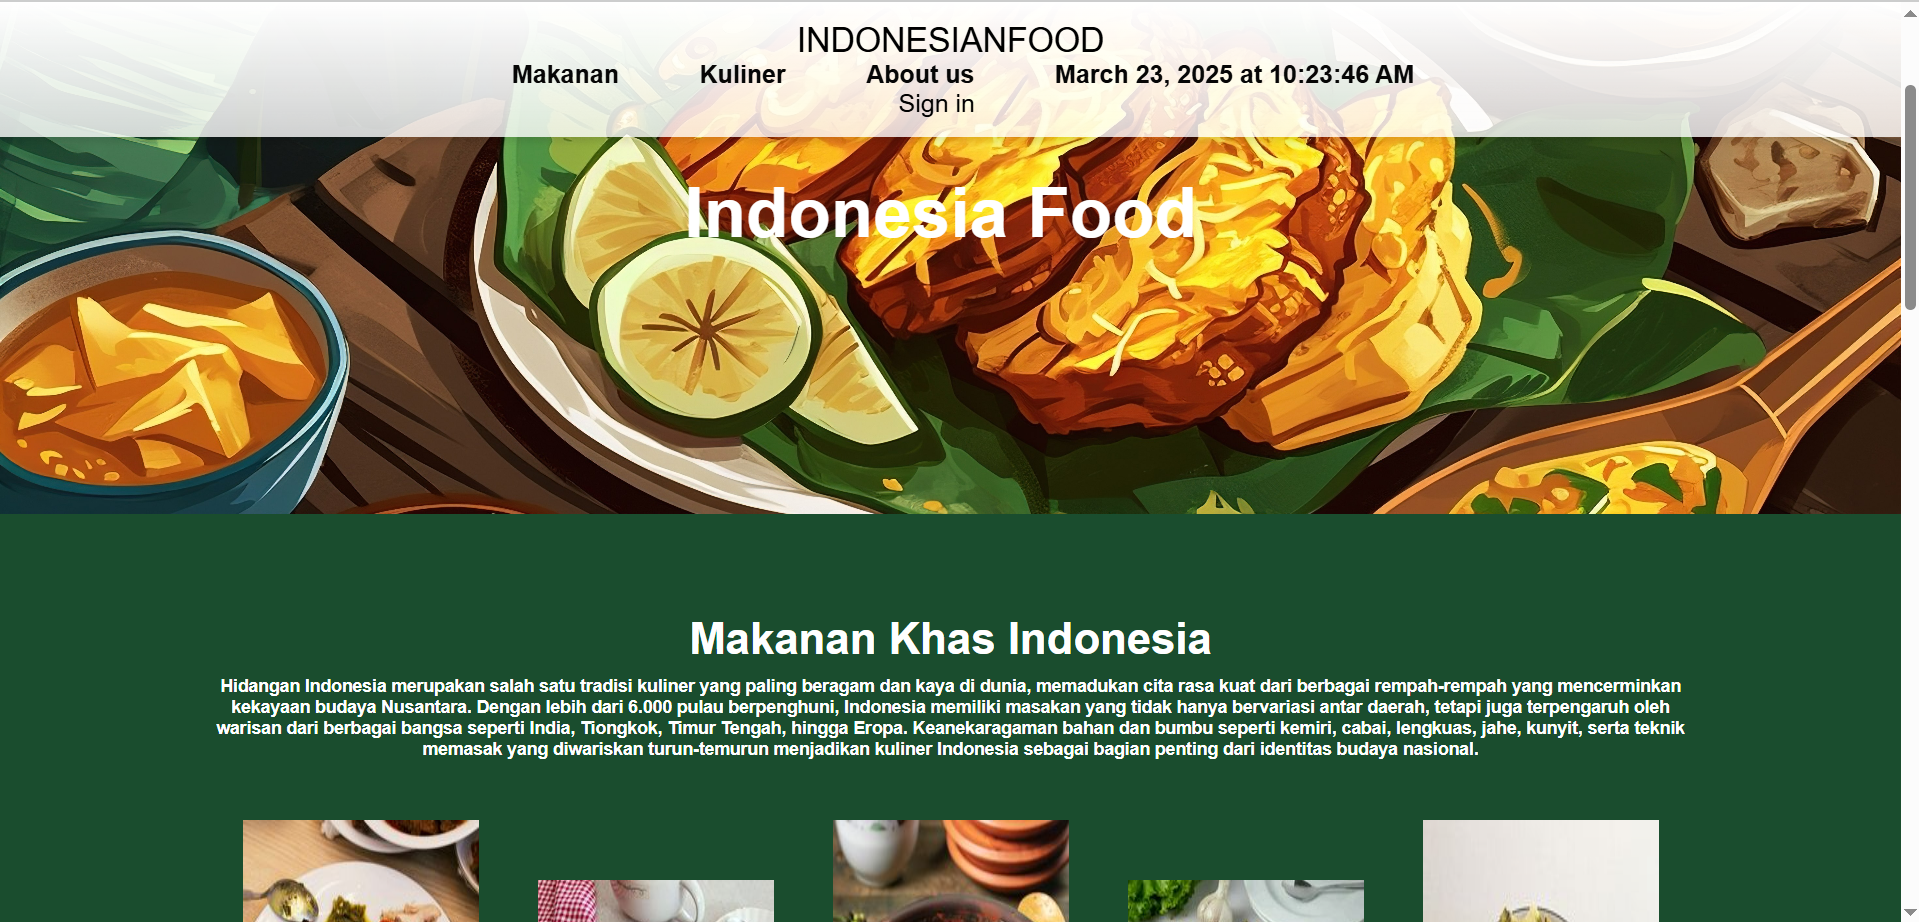 INDONESIANFOOD
Makanan Kuliner About us March 23, 2025 at 10:23:46 AM
Sign in
Indonesia Food
Makanan Khas Indonesia
Hidangan Indonesia merupakan salah satu tradisi kuliner yang paling beragam dan kaya di dunia, memadukan cita rasa kuat dari berbagai rempah-rempah yang mencerminkan
kekayaan budaya Nusantara. Dengan lebih dari 6.000 pulau berpenghuni, Indonesia memiliki masakan yang tidak hanya bervariasi antar daerah, tetapi juga terpengaruh oleh
warisan dari berbagai bangsa seperti India, Tiongkok, Timur Tengah, hingga Eropa. Keanekaragaman bahan dan bumbu seperti kemiri, cabai, lengkuas, jahe, kunyit, serta teknik
memasak yang diwariskan turun-temurun menjadikan kuliner Indonesia sebagai bagian penting dari identitas budaya nasional.